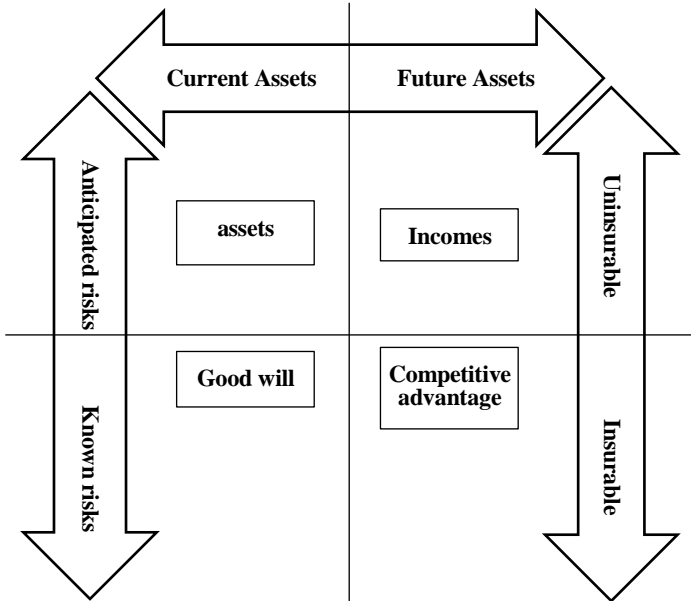 Current Assets
Future Assets
Anticipated risks
Uninsurable
assets
Incomes
Good will
Competitive
advantage
Known risks
Insurable